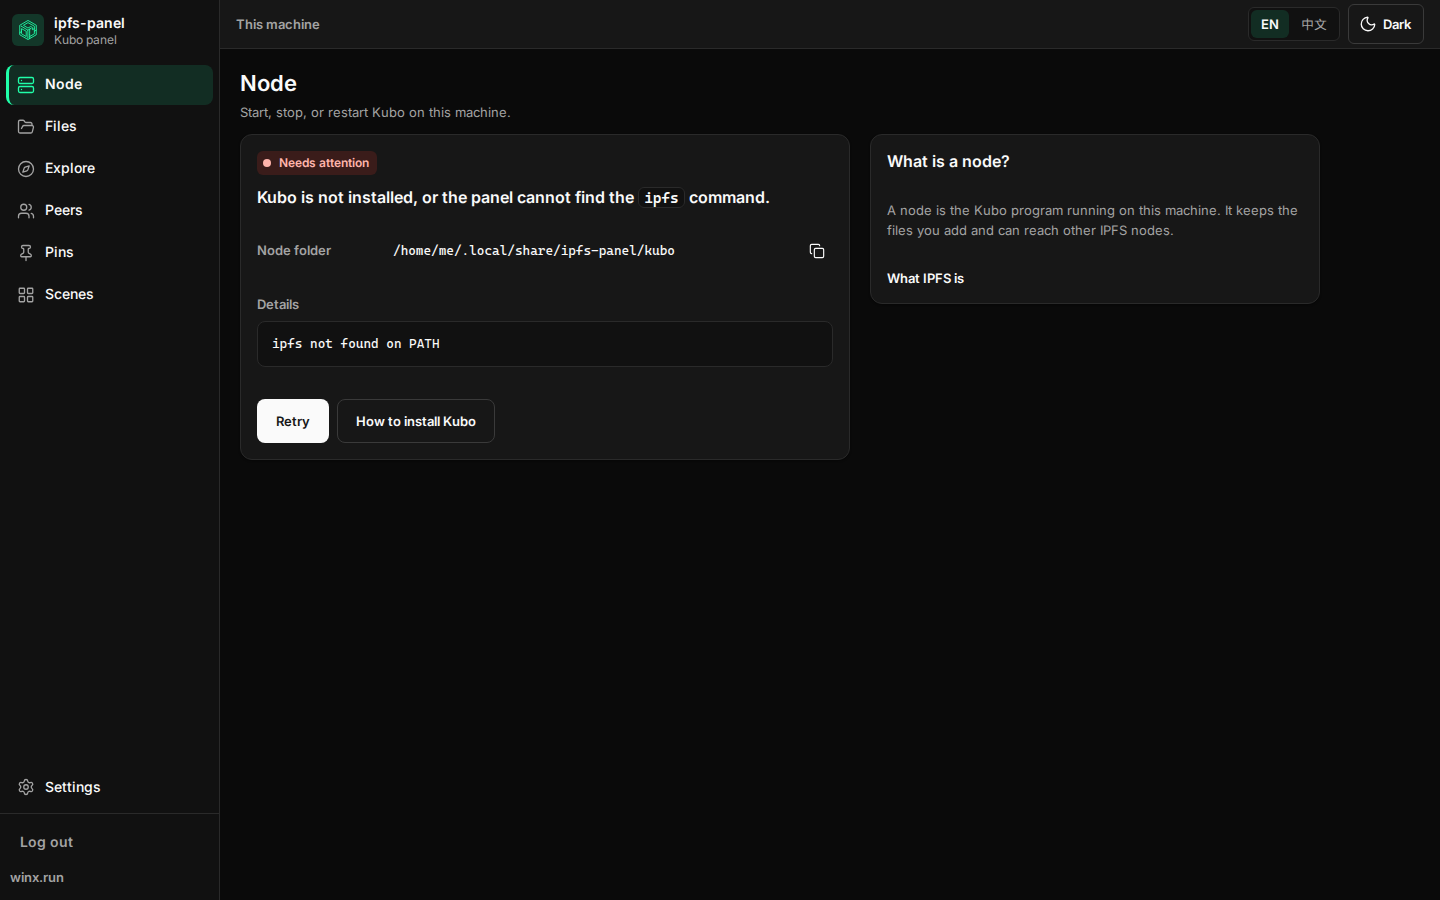 ipfs-panel
Kubo panel
Node
Files
Explore
Peers
Pins
Scenes
Settings
Log out
winx.run
This machine
EN
中文
Dark
Node
Start, stop, or restart Kubo on this machine.
Needs attention
Kubo is not installed, or the panel cannot find the ipfs command.
Node folder /home/me/.local/share/ipfs-panel/kubo
Details
ipfs not found on PATH
Retry
How to install Kubo
What is a node?
A node is the Kubo program running on this machine. It keeps the
files you add and can reach other IPFS nodes.
What IPFS is